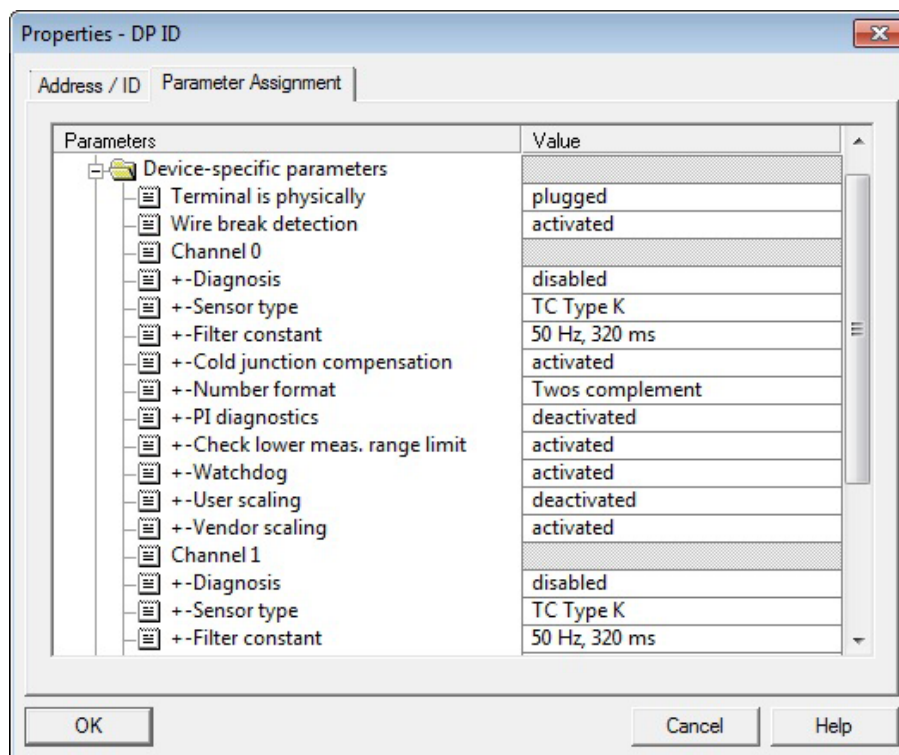 Properties - DP ID
Address / ID Parameter Assignment
Parameters Value
Device-specific parameters
Terminal is physically plugged
Wire break detection activated
Channel 0
+-Diagnosis disabled
+-Sensor type TC Type K
+-Filter constant 50 Hz, 320 ms
+-Cold junction compensation activated
+-Number format Twos complement
+-PI diagnostics deactivated
+-Check lower meas. range limit activated
+-Watchdog activated
+-User scaling deactivated
+-Vendor scaling activated
Channel 1
+-Diagnosis disabled
+-Sensor type TC Type K
+-Filter constant 50 Hz, 320 ms
OK Cancel Help